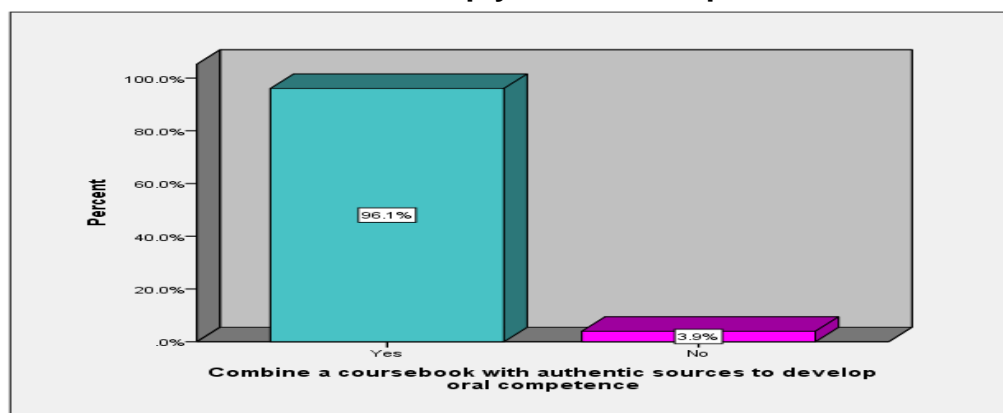 100.0%
80.0%
60.0%
40.0%
20.0%
.0%
Percent
96.1%
3.9%
Yes
No
Combine a coursebook with authentic sources to develop
oral competence